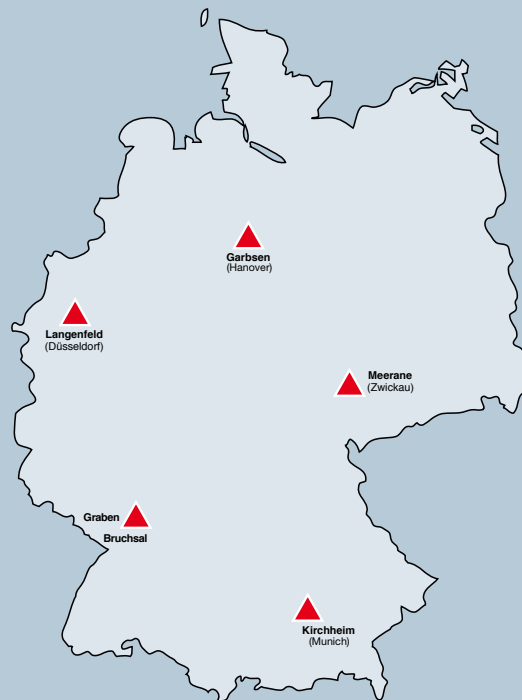 Garbsen
(Hanover)
Langenfeld
(Düsseldorf)
Meerane
(Zwickau)
Graben
Bruchsal
Kirchheim
(Munich)